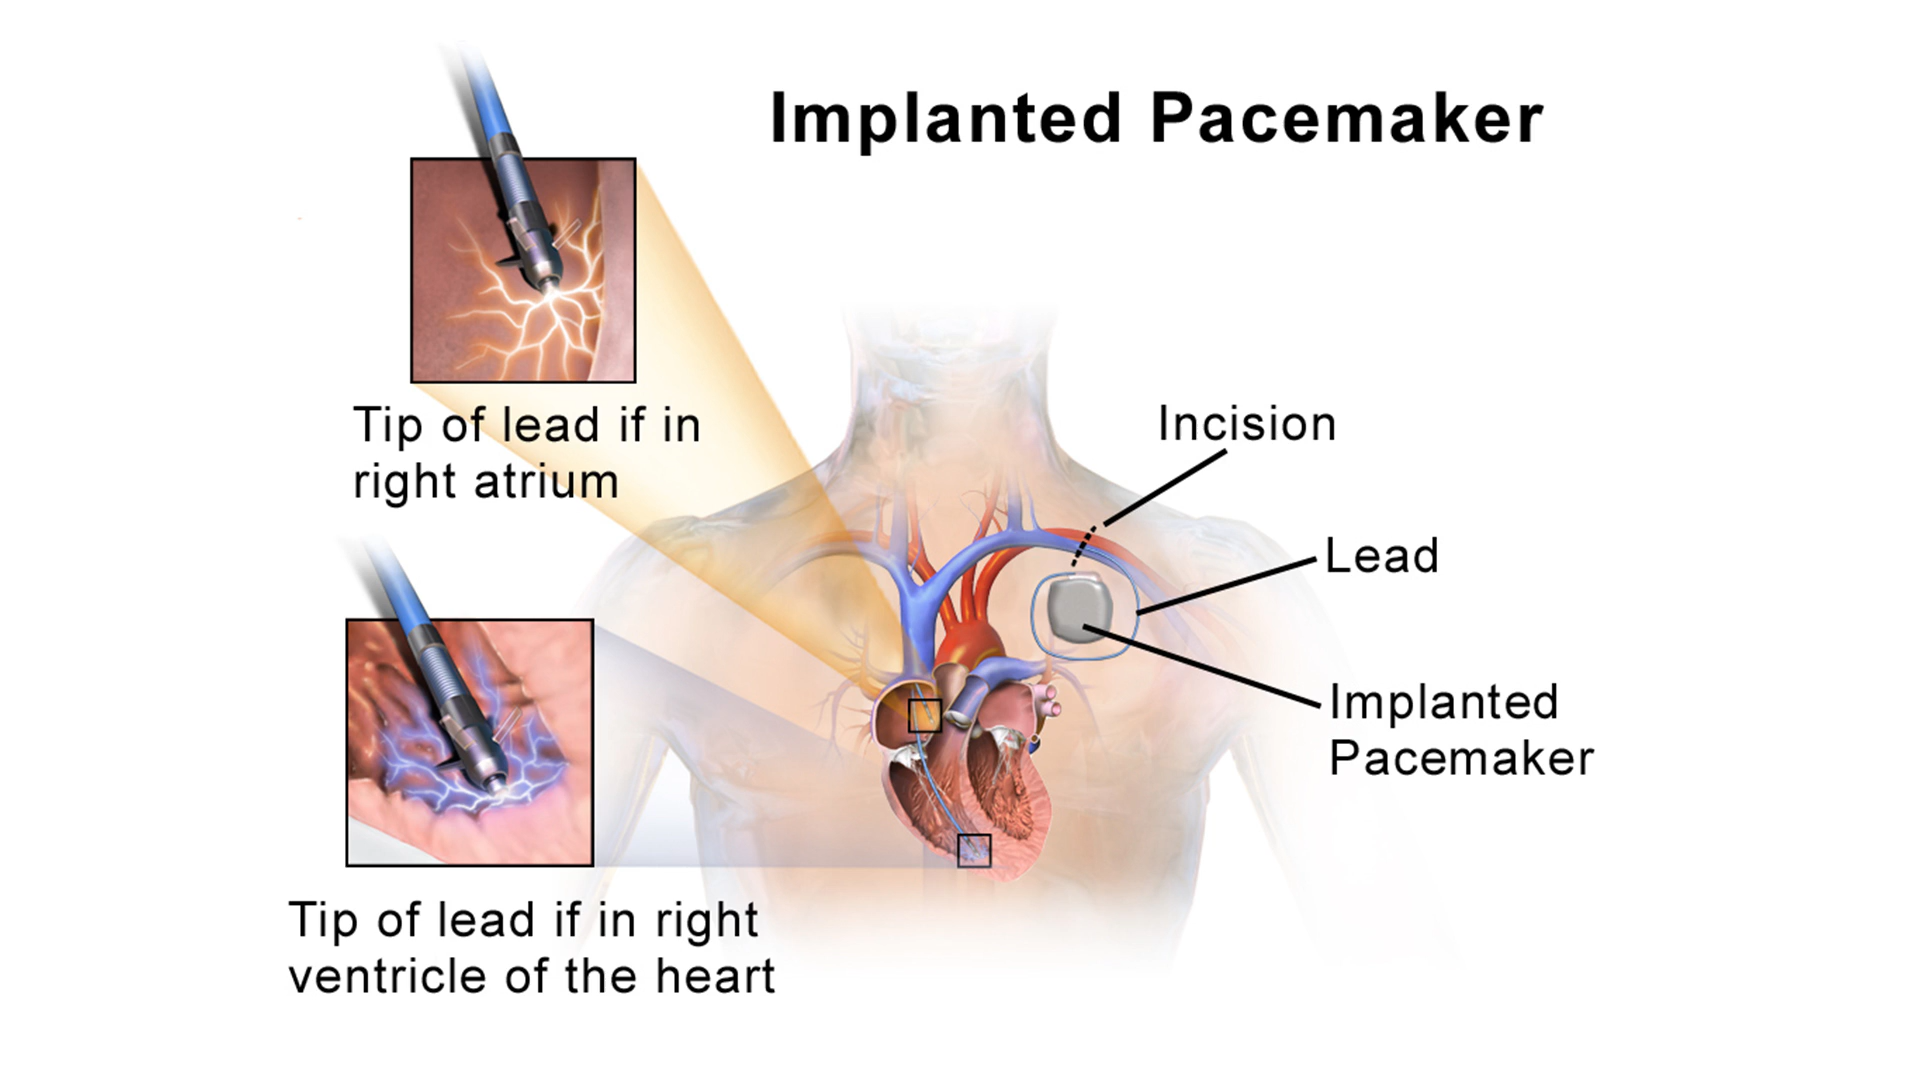 Implanted Pacemaker
Tip of lead if in
right atrium
Incision
Lead
Implanted
Pacemaker
Tip of lead if in right
ventricle of the heart